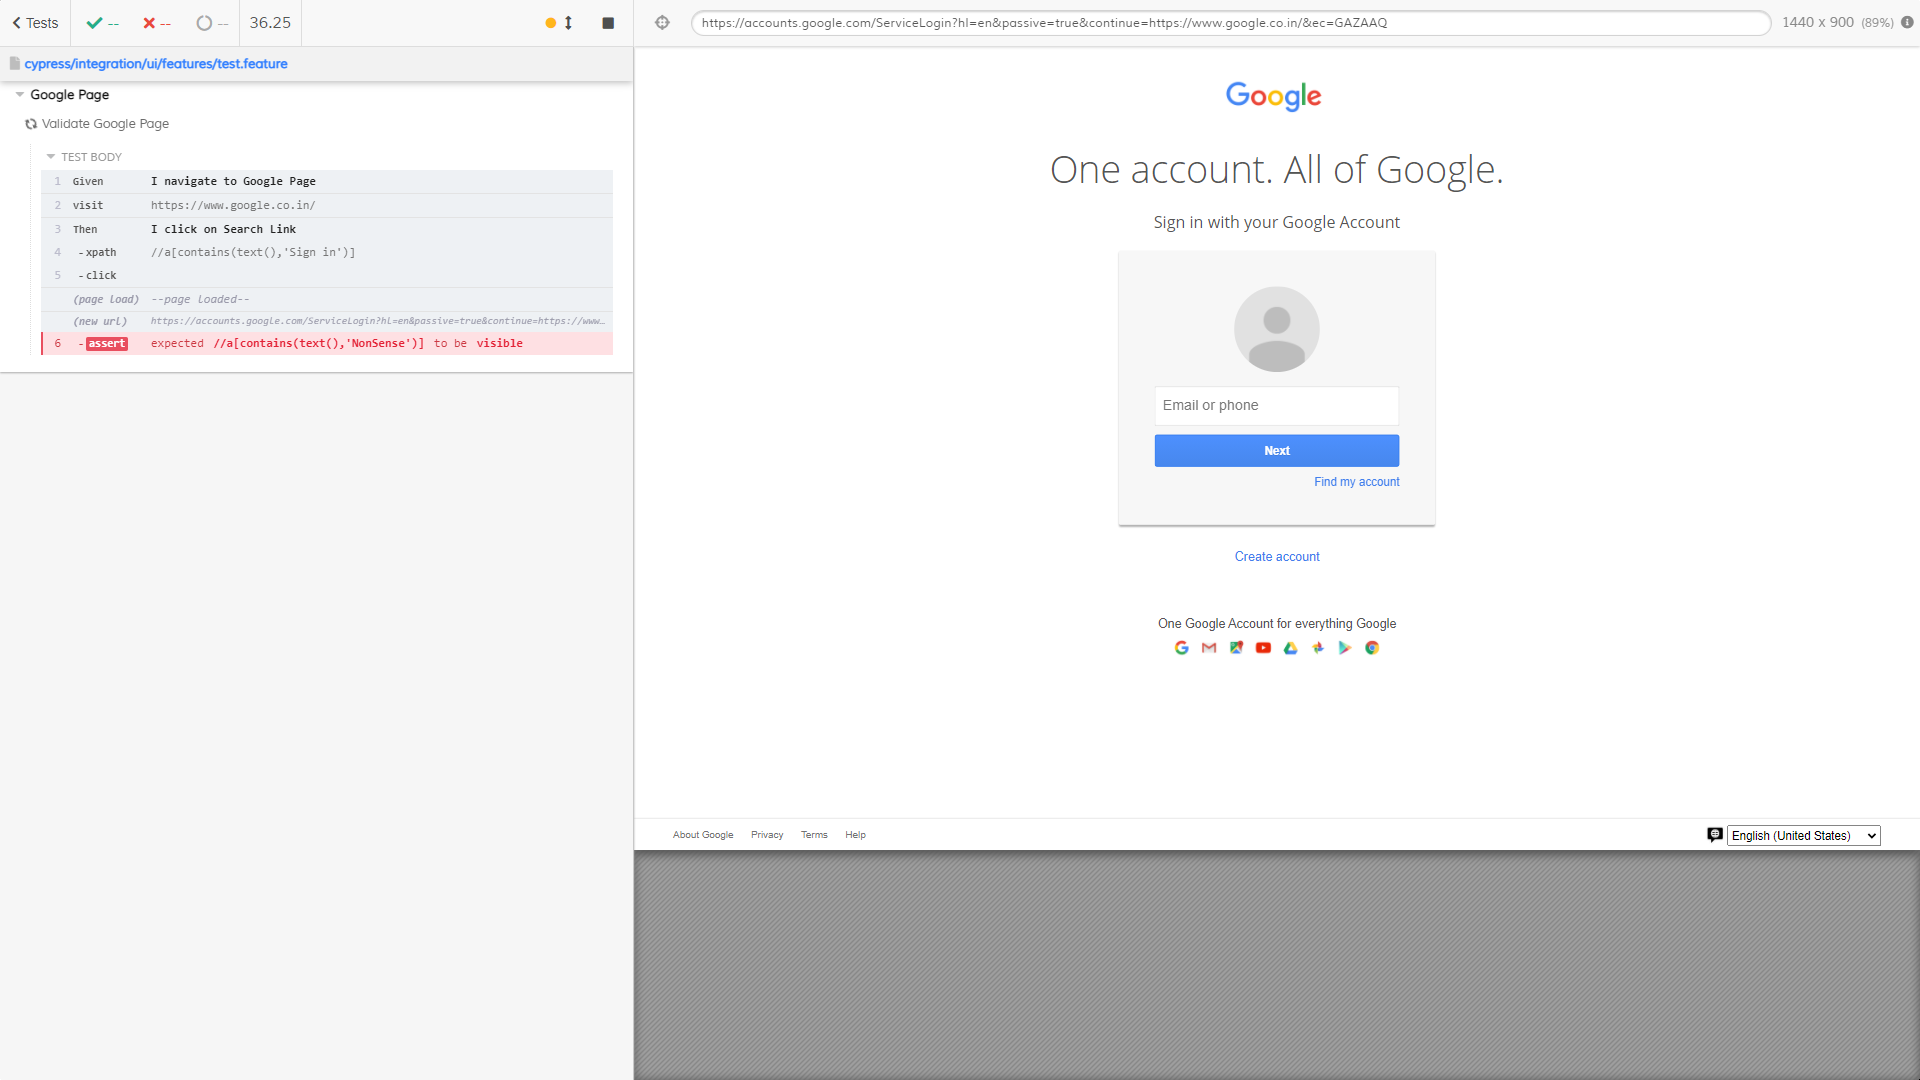 Tests
--
--
--
36.25
https://accounts.google.com/ServiceLogin?hl=en&passive=true&continue=https://www.google.co.in/&ec=GAZAAQ
1440 x 900 (89%)
cypress/integration/ui/features/test.feature
Google Page
Validate Google Page
TEST BODY
1 Given I navigate to Google Page
2 visit https://www.google.co.in/
3 Then I click on Search Link
4 -xpath //a[contains(text(),'Sign in')]
5 -click
(page load) --page loaded--
(new url) https://accounts.google.com/ServiceLogin?hl=en&passive=true&continue=https://www…
6 -assert expected //a[contains(text(),'NonSense')] to be visible
Google
One account. All of Google.
Sign in with your Google Account
Email or phone
Next
Find my account
Create account
One Google Account for everything Google
About Google Privacy Terms Help
English (United States)